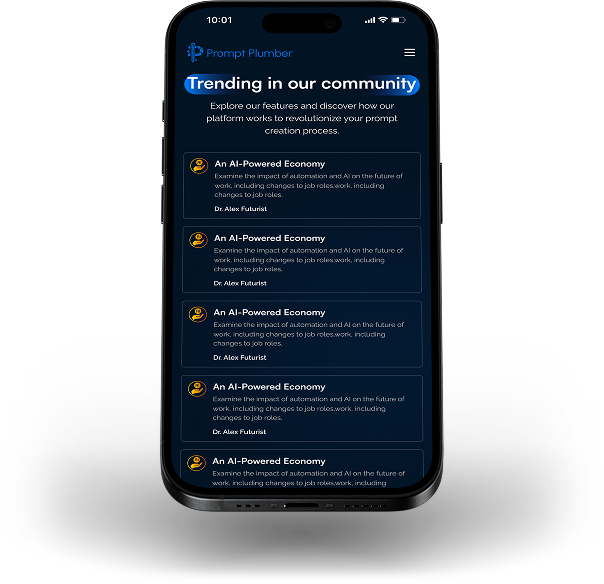 10:01
Prompt Plumber
Trending in our community
Explore our features and discover how our
platform works to revolutionize your prompt
creation process.
An AI-Powered Economy
Examine the impact of automation and AI on the future of
work, including changes to job roles,work, including
changes to job roles.
Dr. Alex Futurist
An AI-Powered Economy
Examine the impact of automation and AI on the future of
work, including changes to job roles,work, including
changes to job roles.
Dr. Alex Futurist
An AI-Powered Economy
Examine the impact of automation and AI on the future of
work, including changes to job roles,work, including
changes to job roles.
Dr. Alex Futurist
An AI-Powered Economy
Examine the impact of automation and AI on the future of
work, including changes to job roles,work, including
changes to job roles.
Dr. Alex Futurist
An AI-Powered Economy
Examine the impact of automation and AI on the future of
work, including changes to job roles,work, including